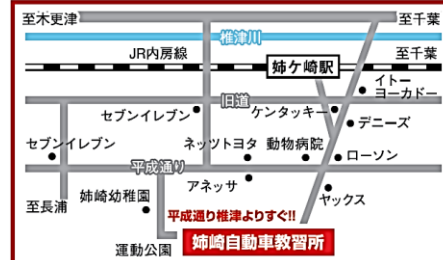 至木更津
至千葉
椎津川
JR内房線
至千葉
姉ケ崎駅
イトー
ヨーカドー
旧道
セブンイレブン
ケンタッキー
デニーズ
セブンイレブン
ネッツトヨタ
動物病院
ローソン
平成通り
アネッサ
ヤックス
姉崎幼稚園
至長浦
平成通り椎津よりすぐ!!
運動公園
姉崎自動車教習所